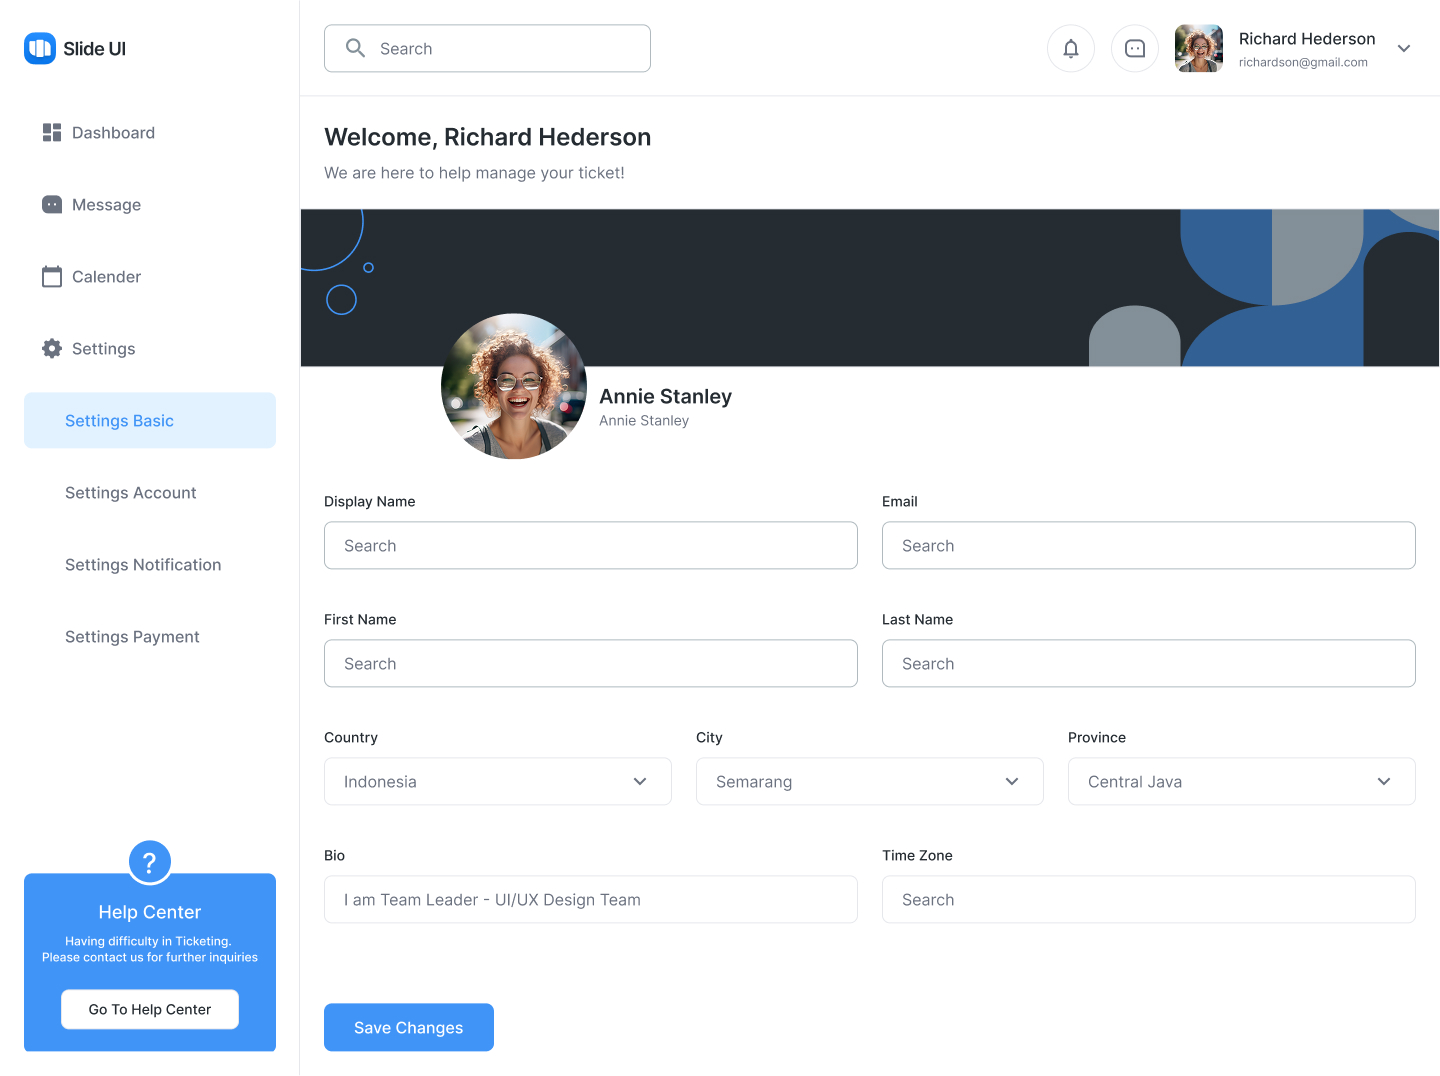 Slide UI
Search
Richard Hederson
richardson@gmail.com
Dashboard
Message
Calender
Settings
Settings Basic
Settings Account
Settings Notification
Settings Payment
?
Help Center
Having difficulty in Ticketing.
Please contact us for further inquiries
Go To Help Center
Welcome, Richard Hederson
We are here to help manage your ticket!
Annie Stanley
Annie Stanley
Display Name
Search
Email
Search
First Name
Search
Last Name
Search
Country
Indonesia
City
Semarang
Province
Central Java
Bio
I am Team Leader - UI/UX Design Team
Time Zone
Search
Save Changes